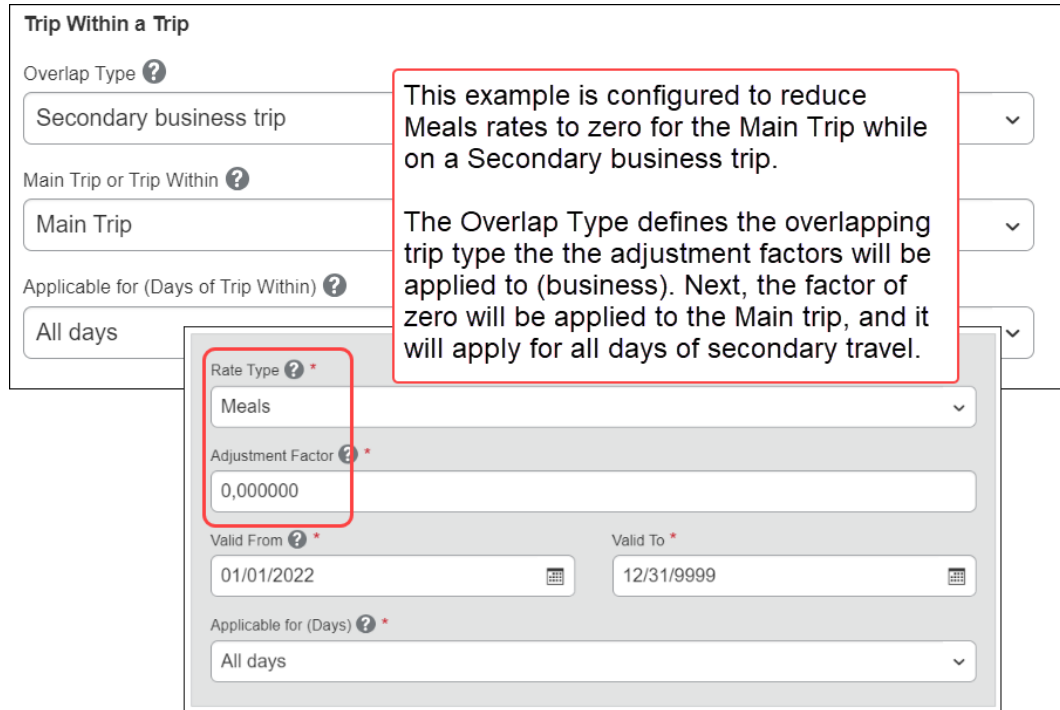 Trip Within a Trip
Overlap Type ?
Secondary business trip
Main Trip or Trip Within ?
Main Trip
Applicable for (Days of Trip Within) ?
All days
This example is configured to reduce
Meals rates to zero for the Main Trip while
on a Secondary business trip.
The Overlap Type defines the overlapping
trip type the the adjustment factors will be
applied to (business). Next, the factor of
zero will be applied to the Main trip, and it
will apply for all days of secondary travel.
Rate Type ? *
Meals
Adjustment Factor ? *
0,000000
Valid From ? *
Valid To *
01/01/2022
12/31/9999
Applicable for (Days) ? *
All days